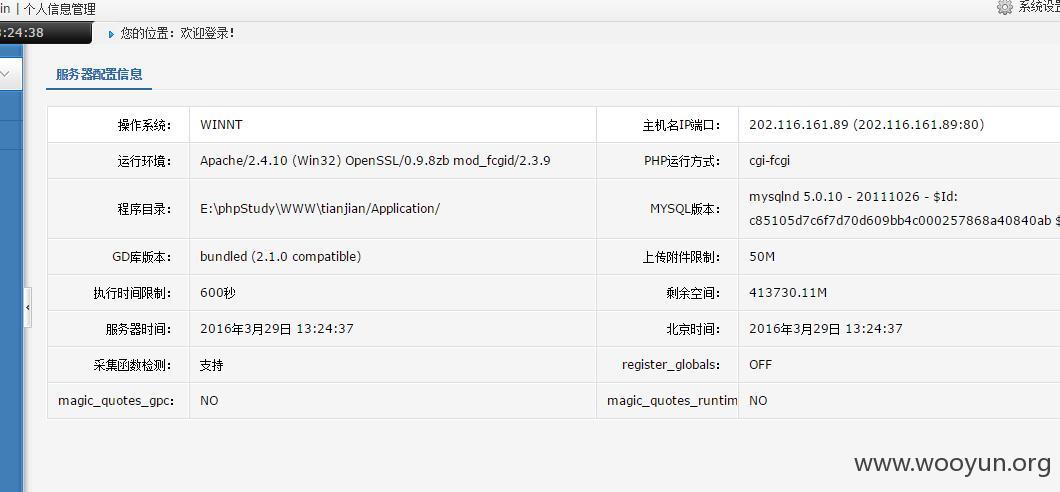 in | 个人信息管理
系统设置
:24:38
您的位置：欢迎登录！
服务器配置信息
操作系统： WINNT 主机名IP端口： 202.116.161.89 (202.116.161.89:80)
运行环境： Apache/2.4.10 (Win32) OpenSSL/0.9.8zb mod_fcgid/2.3.9 PHP运行方式： cgi-fcgi
程序目录： E:\phpStudy\WWW\tianjian/Application/ MYSQL版本： mysqlnd 5.0.10 - 20111026 - $Id:
c85105d7c6f7d70d609bb4c000257868a40840ab $
GD库版本： bundled (2.1.0 compatible) 上传附件限制： 50M
执行时间限制： 600秒 剩余空间： 413730.11M
服务器时间： 2016年3月29日 13:24:37 北京时间： 2016年3月29日 13:24:37
采集函数检测： 支持 register_globals： OFF
magic_quotes_gpc： NO magic_quotes_runtim NO
www.wooyun.org